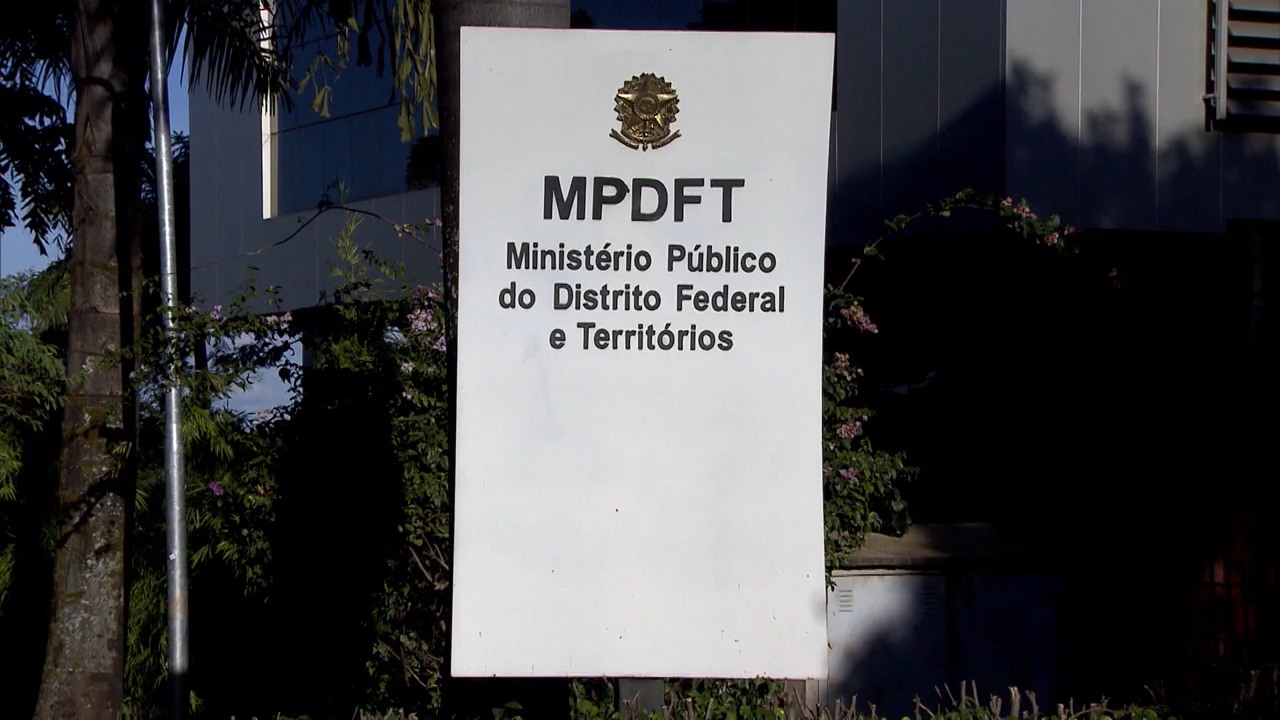 MPDFT
Ministério Público
do Distrito Federal
e Territórios